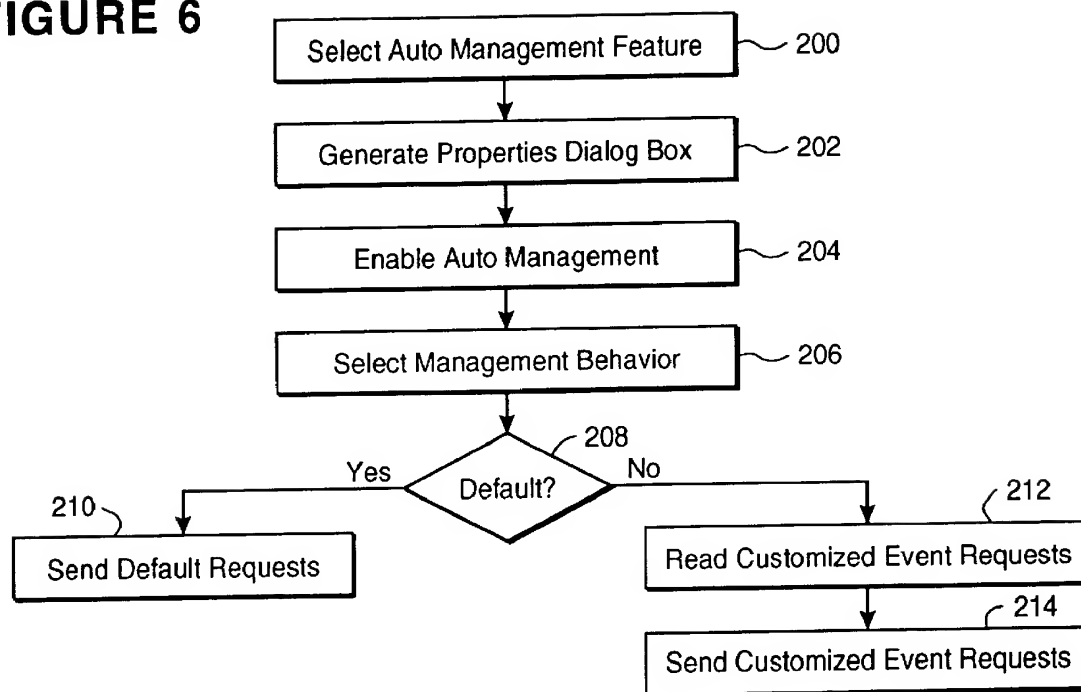 FIGURE 6
Select Auto Management Feature
200
Generate Properties Dialog Box
202
Enable Auto Management
204
Select Management Behavior
206
208
Yes
Default?
No
210
Send Default Requests
212
Read Customized Event Requests
214
Send Customized Event Requests